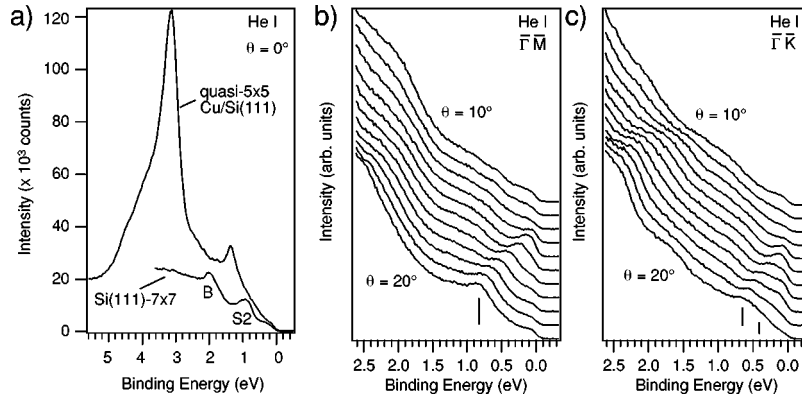 a)
He I
θ = 0°
quasi-5x5
Cu/Si(111)
Si(111)-7x7
B
S2
120
100
80
60
40
20
0
Intensity (x 10³ counts)
5 4 3 2 1 0
Binding Energy (eV)
b)
He I
Γ̅ M̅
θ = 10°
θ = 20°
Intensity (arb. units)
2.5 2.0 1.5 1.0 0.5 0.0
Binding Energy (eV)
c)
He I
Γ̅ K̅
θ = 10°
θ = 20°
Intensity (arb. units)
2.5 2.0 1.5 1.0 0.5 0.0
Binding Energy (eV)